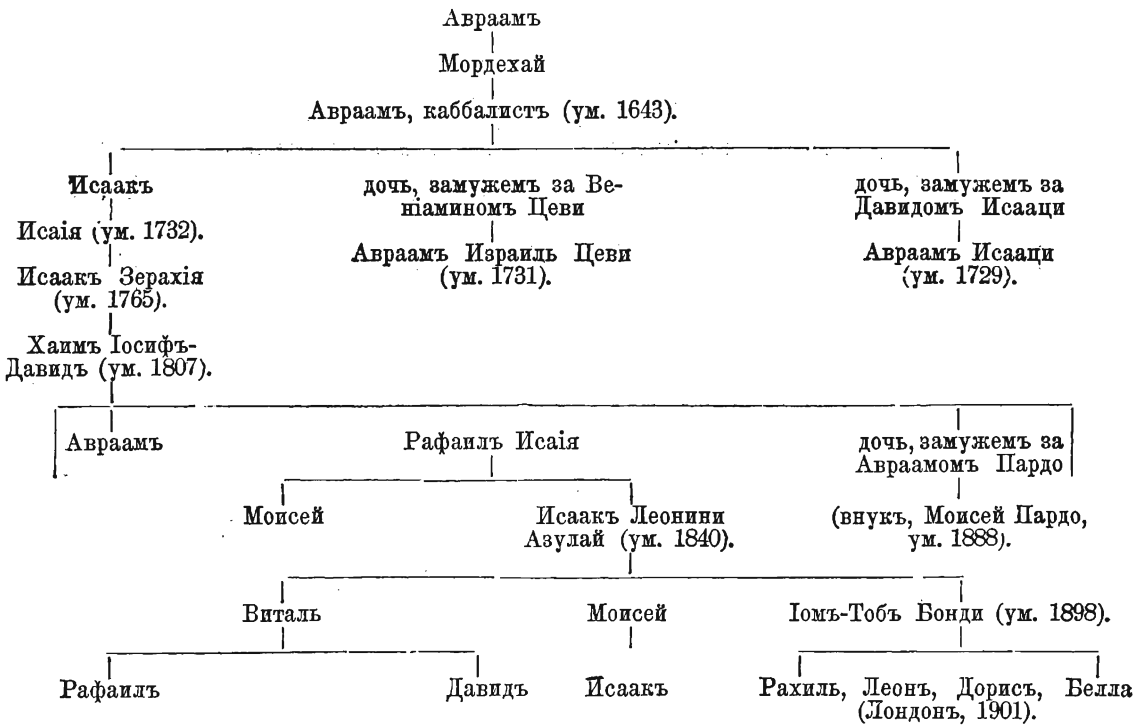 Авраамъ
Мордехай
Авраамъ, каббалистъ (ум. 1643).
Исаакъ
дочь, замужемъ за Ве-
ніаминомъ Цеви
дочь, замужемъ за
Давидомъ Исааци
Исаія (ум. 1732).
Авраамъ Израиль Цеви
(ум. 1731).
Авраамъ Исааци
(ум. 1729).
Исаакъ Зерахія
(ум. 1765).
Хаимъ Іосифъ-
Давидъ (ум. 1807).
Авраамъ
Рафаилъ Исаія
дочь, замужемъ за
Авраамомъ Пардо
Моисей
Исаакъ Леонини
Азулай (ум. 1840).
(внукъ, Моисей Пардо,
ум. 1888).
Виталь
Моисей
Іомъ-Тобъ Бонди (ум. 1898).
Рафаилъ
Давидъ
Исаакъ
Рахиль, Леонъ, Дорисъ, Белла
(Лондонъ, 1901).